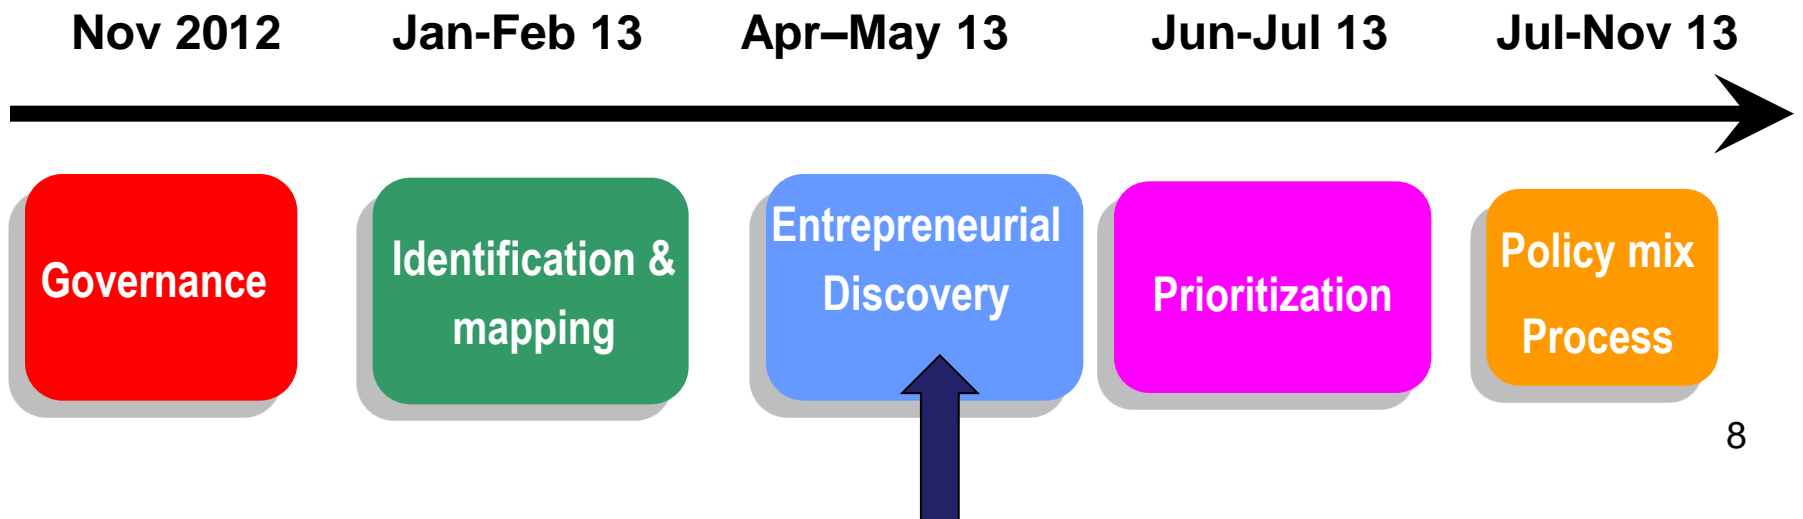 Nov 2012 Jan-Feb 13 Apr–May 13 Jun-Jul 13 Jul-Nov 13
Governance
Identification &
mapping
Entrepreneurial
Discovery
Prioritization
Policy mix
Process
8